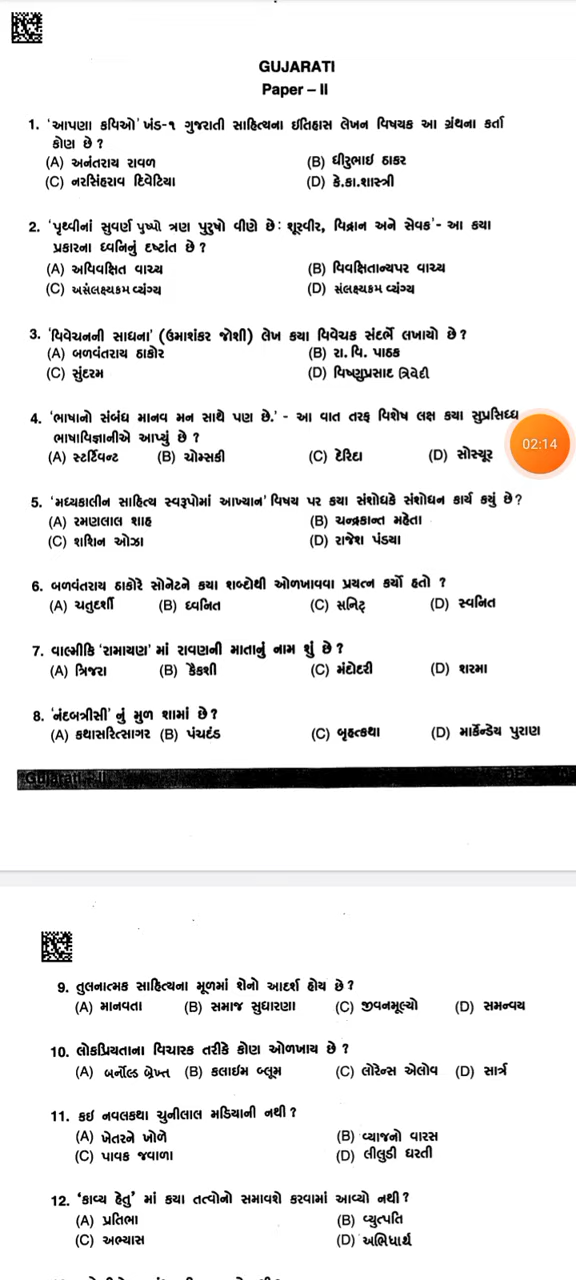 GUJARATI
Paper – II
1. 'આપણા કવિઓ' ખંડ-૧ ગુજરાતી સાહિત્યના ઈતિહાસ લેખન વિષયક આ ગ્રંથના કર્તા
કોણ છે ?
(A) અનંતરાય રાવળ (B) ધીરુભાઇ ઠાકર
(C) નરસિંહરાવ દિવેટિયા (D) કે.કા.શાસ્ત્રી
2. 'પૃથ્વીનાં સુવર્ણ પુષ્પો ત્રણ પુરુષો વીણે છે: શૂરવીર, વિદ્વાન અને સેવક'- આ કયા
પ્રકારના ધ્વનિનું દષ્ટાંત છે ?
(A) અવિવક્ષિત વાચ્ય (B) વિવક્ષિતાન્યપર વાચ્ય
(C) અસંલક્ષ્યક્રમ વ્યંગ્ય (D) સંલક્ષ્યક્રમ વ્યંગ્ય
3. 'વિવેચનની સાધના' (ઉમાશંકર જોશી) લેખ કયા વિવેચક સંદર્ભે લખાયો છે ?
(A) બળવંતરાય ઠાકોર (B) રા. વિ. પાઠક
(C) સુંદરમ (D) વિષ્ણુપ્રસાદ ત્રિવેદી
4. 'ભાષાનો સંબંધ માનવ મન સાથે પણ છે.' - આ વાત તરફ વિશેષ લક્ષ કયા સુપ્રસિધ્ધ
ભાષાવિજ્ઞાનીએ આપ્યું છે ?
02:14
(A) સ્ટર્ટિવન્ટ (B) ચોમ્સકી (C) દેરિદા (D) સોસ્યૂર
5. 'મધ્યકાલીન સાહિત્ય સ્વરૂપોમાં આખ્યાન' વિષય પર કયા સંશોધકે સંશોધન કાર્ય કર્યું છે?
(A) રમણલાલ શાહ (B) ચન્દ્રકાન્ત મહેતા
(C) શશિન ઓઝા (D) રાજેશ પંડયા
6. બળવંતરાય ઠાકોરે સોનેટને કયા શબ્દોથી ઓળખાવવા પ્રયત્ન કર્યો હતો ?
(A) ચતુદર્શી (B) ધ્વનિત (C) સનિટ્ (D) સ્વનિત
7. વાલ્મીકિ 'રામાયણ' માં રાવણની માતાનું નામ શું છે ?
(A) ત્રિજરા (B) કૈકશી (C) મંદોદરી (D) શરમા
8. 'નંદબત્રીસી' નું મુળ શામાં છે ?
(A) કથાસરિત્સાગર (B) પંચદંડ (C) બૃહત્કથા (D) માર્કેન્ડેય પુરાણ
Gujarati – II
9. તુલનાત્મક સાહિત્યના મૂળમાં શેનો આદર્શ હોય છે ?
(A) માનવતા (B) સમાજ સુધારણા (C) જીવનમૂલ્યો (D) સમન્વય
10. લોકપ્રિયતાના વિચારક તરીકે કોણ ઓળખાય છે ?
(A) બર્નોલ્ડ બ્રેખ્ત (B) કલાઇમ બ્લૂમ (C) લોરેન્સ એલોવ (D) સાર્ત્ર
11. કઇ નવલકથા ચુનીલાલ મડિયાની નથી ?
(A) ખેતરને ખોળે (B) વ્યાજનો વારસ
(C) પાવક જવાળા (D) લીલુડી ધરતી
12. 'કાવ્ય હેતુ' માં કયા તત્વોનો સમાવશે કરવામાં આવ્યો નથી ?
(A) પ્રતિભા (B) વ્યુત્પતિ
(C) અભ્યાસ (D) અભિધાર્થ